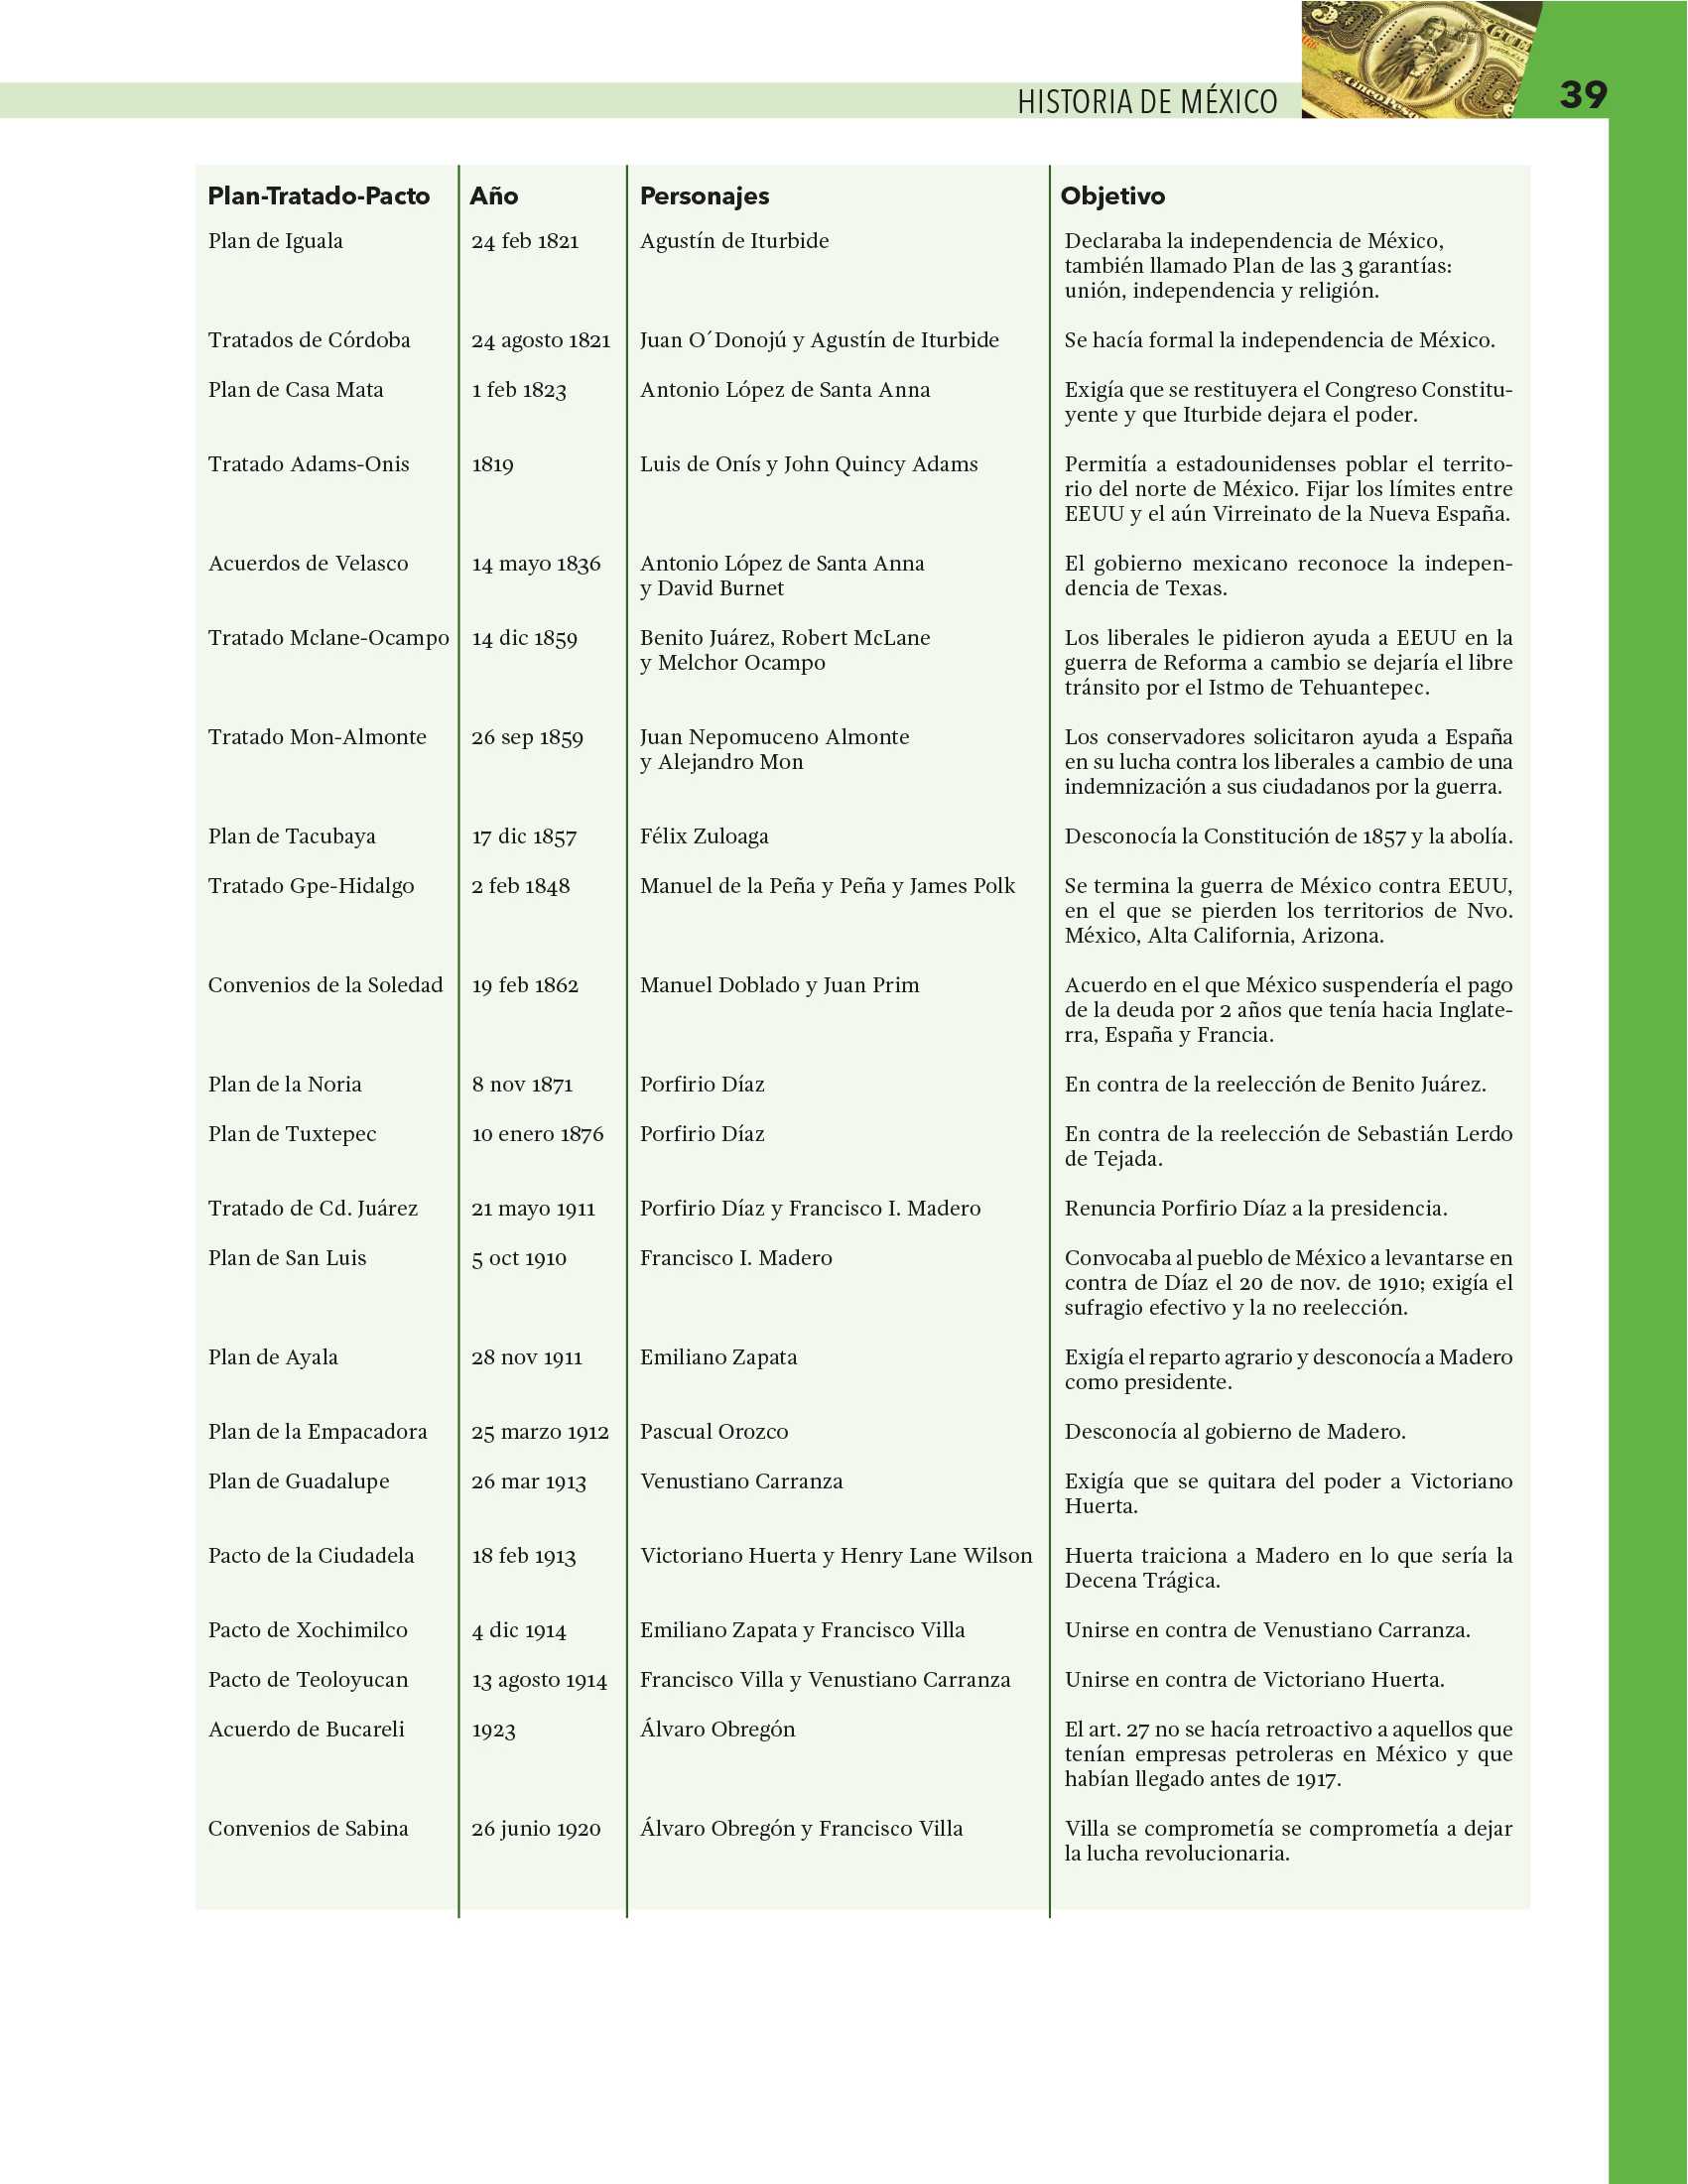 HISTORIA DE MÉXICO
39
Plan-Tratado-Pacto Año Personajes Objetivo
Plan de Iguala 24 feb 1821 Agustín de Iturbide Declaraba la independencia de México,
también llamado Plan de las 3 garantías:
unión, independencia y religión.
Tratados de Córdoba 24 agosto 1821 Juan O´Donojú y Agustín de Iturbide Se hacía formal la independencia de México.
Plan de Casa Mata 1 feb 1823 Antonio López de Santa Anna Exigía que se restituyera el Congreso Constitu-
yente y que Iturbide dejara el poder.
Tratado Adams-Onis 1819 Luis de Onís y John Quincy Adams Permitía a estadounidenses poblar el territo-
rio del norte de México. Fijar los límites entre
EEUU y el aún Virreinato de la Nueva España.
Acuerdos de Velasco 14 mayo 1836 Antonio López de Santa Anna El gobierno mexicano reconoce la indepen-
y David Burnet dencia de Texas.
Tratado Mclane-Ocampo 14 dic 1859 Benito Juárez, Robert McLane Los liberales le pidieron ayuda a EEUU en la
y Melchor Ocampo guerra de Reforma a cambio se dejaría el libre
tránsito por el Istmo de Tehuantepec.
Tratado Mon-Almonte 26 sep 1859 Juan Nepomuceno Almonte Los conservadores solicitaron ayuda a España
y Alejandro Mon en su lucha contra los liberales a cambio de una
indemnización a sus ciudadanos por la guerra.
Plan de Tacubaya 17 dic 1857 Félix Zuloaga Desconocía la Constitución de 1857 y la abolía.
Tratado Gpe-Hidalgo 2 feb 1848 Manuel de la Peña y Peña y James Polk Se termina la guerra de México contra EEUU,
en el que se pierden los territorios de Nvo.
México, Alta California, Arizona.
Convenios de la Soledad 19 feb 1862 Manuel Doblado y Juan Prim Acuerdo en el que México suspendería el pago
de la deuda por 2 años que tenía hacia Inglate-
rra, España y Francia.
Plan de la Noria 8 nov 1871 Porfirio Díaz En contra de la reelección de Benito Juárez.
Plan de Tuxtepec 10 enero 1876 Porfirio Díaz En contra de la reelección de Sebastián Lerdo
de Tejada.
Tratado de Cd. Juárez 21 mayo 1911 Porfirio Díaz y Francisco I. Madero Renuncia Porfirio Díaz a la presidencia.
Plan de San Luis 5 oct 1910 Francisco I. Madero Convocaba al pueblo de México a levantarse en
contra de Díaz el 20 de nov. de 1910; exigía el
sufragio efectivo y la no reelección.
Plan de Ayala 28 nov 1911 Emiliano Zapata Exigía el reparto agrario y desconocía a Madero
como presidente.
Plan de la Empacadora 25 marzo 1912 Pascual Orozco Desconocía al gobierno de Madero.
Plan de Guadalupe 26 mar 1913 Venustiano Carranza Exigía que se quitara del poder a Victoriano
Huerta.
Pacto de la Ciudadela 18 feb 1913 Victoriano Huerta y Henry Lane Wilson Huerta traiciona a Madero en lo que sería la
Decena Trágica.
Pacto de Xochimilco 4 dic 1914 Emiliano Zapata y Francisco Villa Unirse en contra de Venustiano Carranza.
Pacto de Teoloyucan 13 agosto 1914 Francisco Villa y Venustiano Carranza Unirse en contra de Victoriano Huerta.
Acuerdo de Bucareli 1923 Álvaro Obregón El art. 27 no se hacía retroactivo a aquellos que
tenían empresas petroleras en México y que
habían llegado antes de 1917.
Convenios de Sabina 26 junio 1920 Álvaro Obregón y Francisco Villa Villa se comprometía se comprometía a dejar
la lucha revolucionaria.